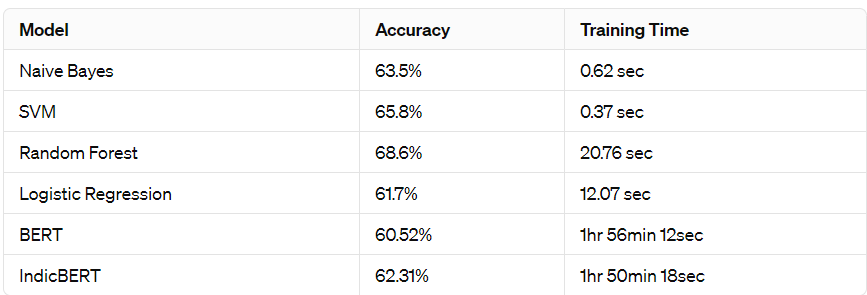 Model Accuracy Training Time
Naive Bayes 63.5% 0.62 sec
SVM 65.8% 0.37 sec
Random Forest 68.6% 20.76 sec
Logistic Regression 61.7% 12.07 sec
BERT 60.52% 1hr 56min 12sec
IndicBERT 62.31% 1hr 50min 18sec